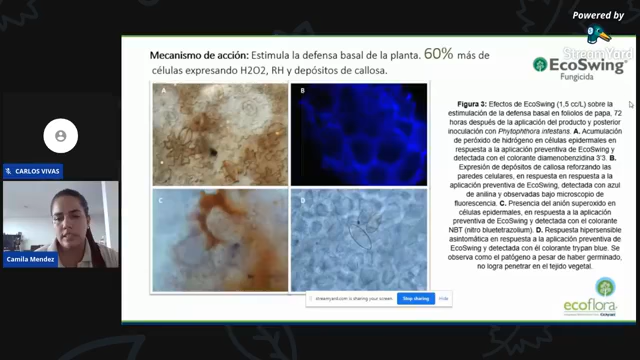 Powered by
StreamYard
Mecanismo de acción: Estimula la defensa basal de la planta. 60% más de
células expresando H2O2, RH y depósitos de callosa.
EcoSwing
Fungicida
A
B
C
D
Figura 3: Efectos de EcoSwing (1,5 cc/L) sobre la
estimulación de la defensa basal en foliolos de papa, 72
horas después de la aplicación del producto y posterior
inoculación con Phytophthora infestans. A. Acumulación
de peróxido de hidrógeno en células epidermales en
respuesta a la aplicación preventiva de EcoSwing y
detectada con el colorante diamenobenzidina 3'3. B.
Expresión de depósitos de callosa reforzando las
paredes celulares, en respuesta en respuesta a la
aplicación preventiva de EcoSwing, detectada con azul
de anilina y observadas bajo microscopio de
fluorescencia. C. Presencia del anión superoxido en
células epidermales, en respuesta a la aplicación
preventiva de EcoSwing y detectada con el colorante
NBT (nitro bluetetrazolium). D. Respuesta hipersensible
asintomática en respuesta a la aplicación preventiva de
EcoSwing y detectada con él colorante trypan blue. Se
observa como el patógeno a pesar de haber germinado,
no logra penetrar en el tejido vegetal.
CARLOS VIVAS
Camila Mendez
streamyard.com is sharing your screen.
Stop sharing
Hide
ecoflora